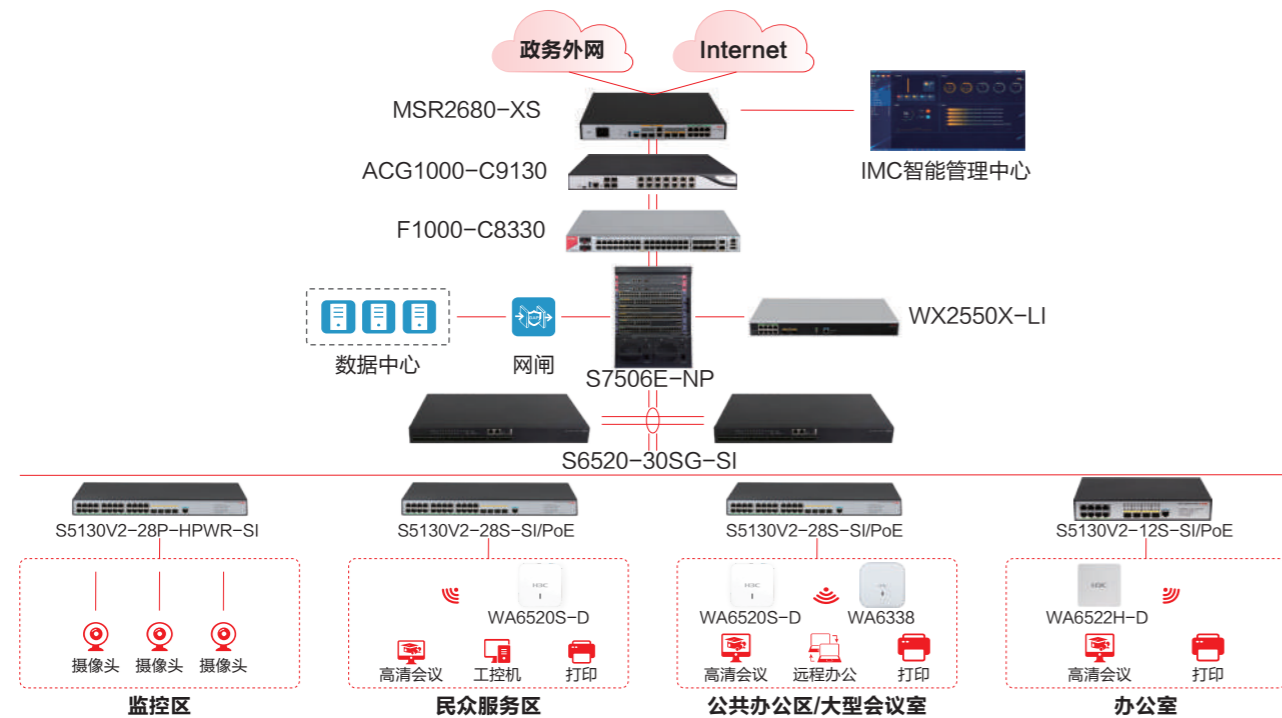 政务外网
Internet
MSR2680-XS
IMC智能管理中心
ACG1000-C9130
F1000-C8330
数据中心
网闸
S7506E-NP
WX2550X-LI
S6520-30SG-SI
S5130V2-28P-HPWR-SI
S5130V2-28S-SI/PoE
S5130V2-28S-SI/PoE
S5130V2-12S-SI/PoE
摄像头
摄像头
摄像头
监控区
H3C
WA6520S-D
高清会议
工控机
打印
民众服务区
H3C
WA6520S-D
WA6338
高清会议
远程办公
打印
公共办公区/大型会议室
H3C
WA6522H-D
高清会议
打印
办公室